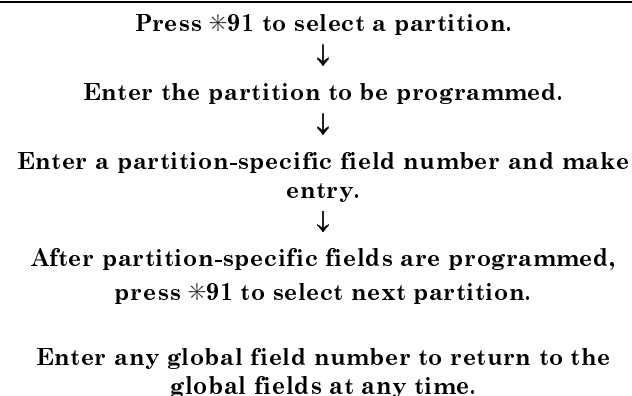 Press ✳91 to select a partition.
↓
Enter the partition to be programmed.
↓
Enter a partition-specific field number and make
entry.
↓
After partition-specific fields are programmed,
press ✳91 to select next partition.
Enter any global field number to return to the
global fields at any time.